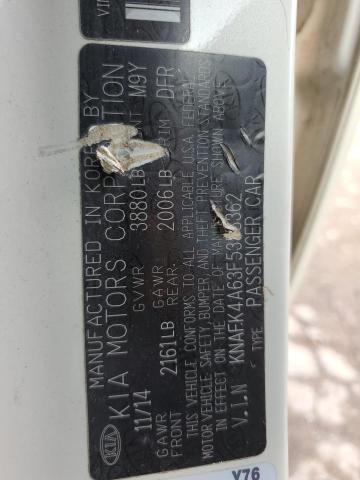 VIN
MANUFACTURED IN KOREA BY
KIA MOTORS CORPORATION
11/14 GVWR 3880LB PAINT M9Y
GAWR FRONT 2161LB GAWR REAR 2006LB TRIM DFR
THIS VEHICLE CONFORMS TO ALL APPLICABLE U.S.A FEDERAL
MOTOR VEHICLE SAFETY, BUMPER AND THEFT PREVENTION STANDARDS
IN EFFECT ON THE DATE OF MANUFACTURE SHOWN ABOVE.
V.I.N KNAFK4A63F53 362
TYPE PASSENGER CAR
KIA
Y76